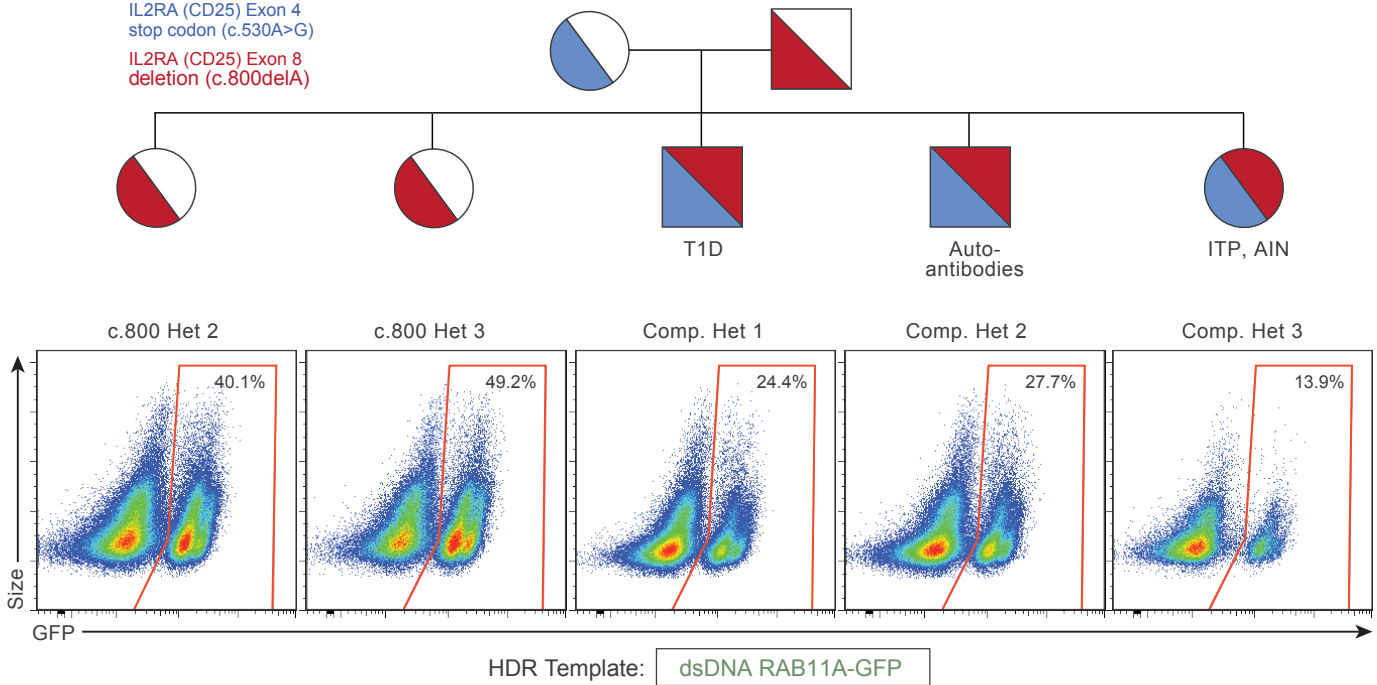 IL2RA (CD25) Exon 4
stop codon (c.530A>G)
IL2RA (CD25) Exon 8
deletion (c.800delA)
T1D
Auto-
antibodies
ITP, AIN
c.800 Het 2
c.800 Het 3
Comp. Het 1
Comp. Het 2
Comp. Het 3
40.1%
49.2%
24.4%
27.7%
13.9%
Size
GFP
HDR Template: dsDNA RAB11A-GFP